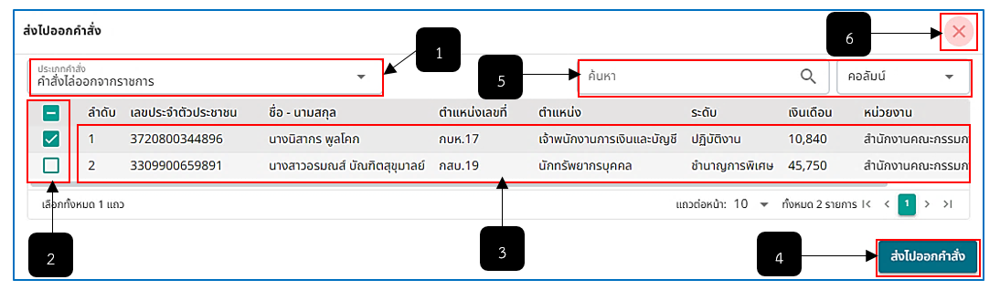 ส่งไปออกคำสั่ง
6
1
ประเภทคำสั่ง
คำสั่งไล่ออกจากราชการ
5
ค้นหา
คอลัมน์
ลำดับ เลขประจำตัวประชาชน ชื่อ - นามสกุล ตำแหน่งเลขที่ ตำแหน่ง ระดับ เงินเดือน หน่วยงาน
1 3720800344896 นางนิสากร พูลโคก กบห.17 เจ้าพนักงานการเงินและบัญชี ปฏิบัติงาน 10,840 สำนักงานคณะกรรมก
2 3309900659891 นางสาวอรมณส์ บัณฑิตสุขุมาลย์ กสบ.19 นักทรัพยากรบุคคล ชำนาญการพิเศษ 45,750 สำนักงานคณะกรรมก
เลือกทั้งหมด 1 แถว แถวต่อหน้า: 10 ทั้งหมด 2 รายการ 1
2
3
4
ส่งไปออกคำสั่ง